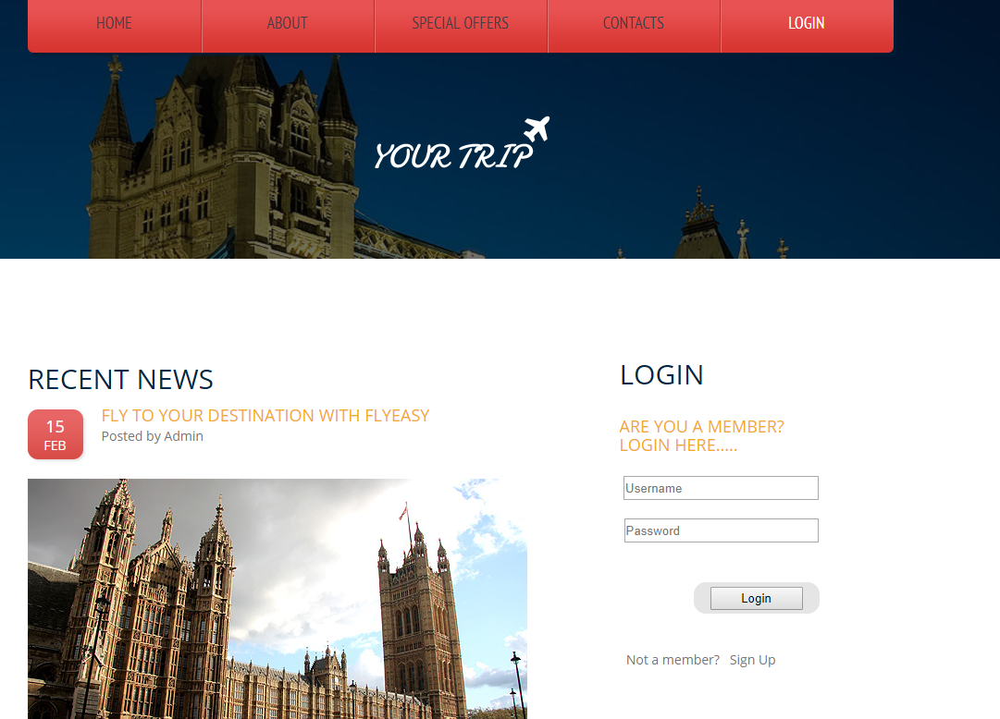 HOME
ABOUT
SPECIAL OFFERS
CONTACTS
LOGIN
YOUR TRIP
RECENT NEWS
15
FEB
FLY TO YOUR DESTINATION WITH FLYEASY
Posted by Admin
LOGIN
ARE YOU A MEMBER?
LOGIN HERE.....
Username
Password
Login
Not a member? Sign Up